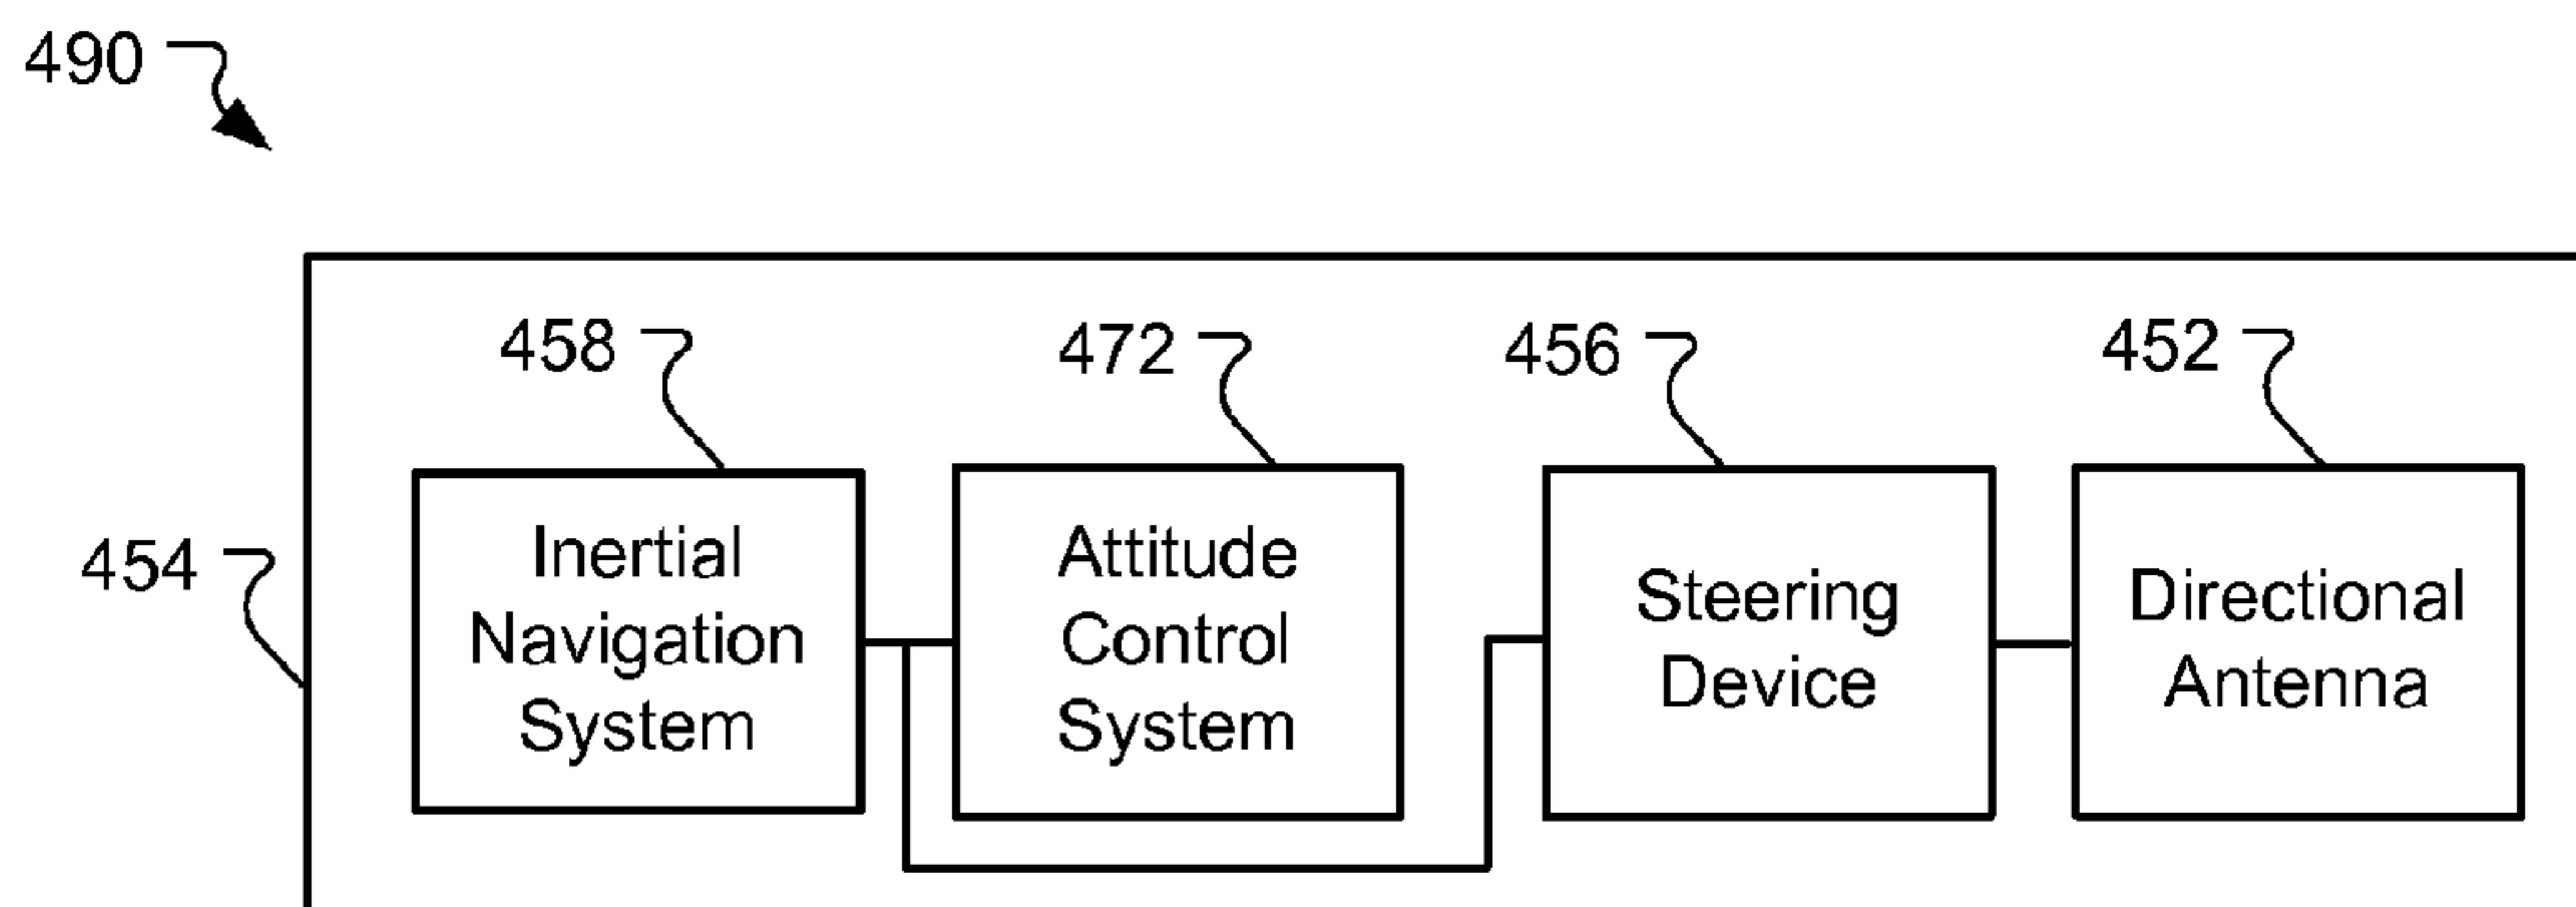 490
458
472
456
452
454
Inertial
Navigation
System
Attitude
Control
System
Steering
Device
Directional
Antenna